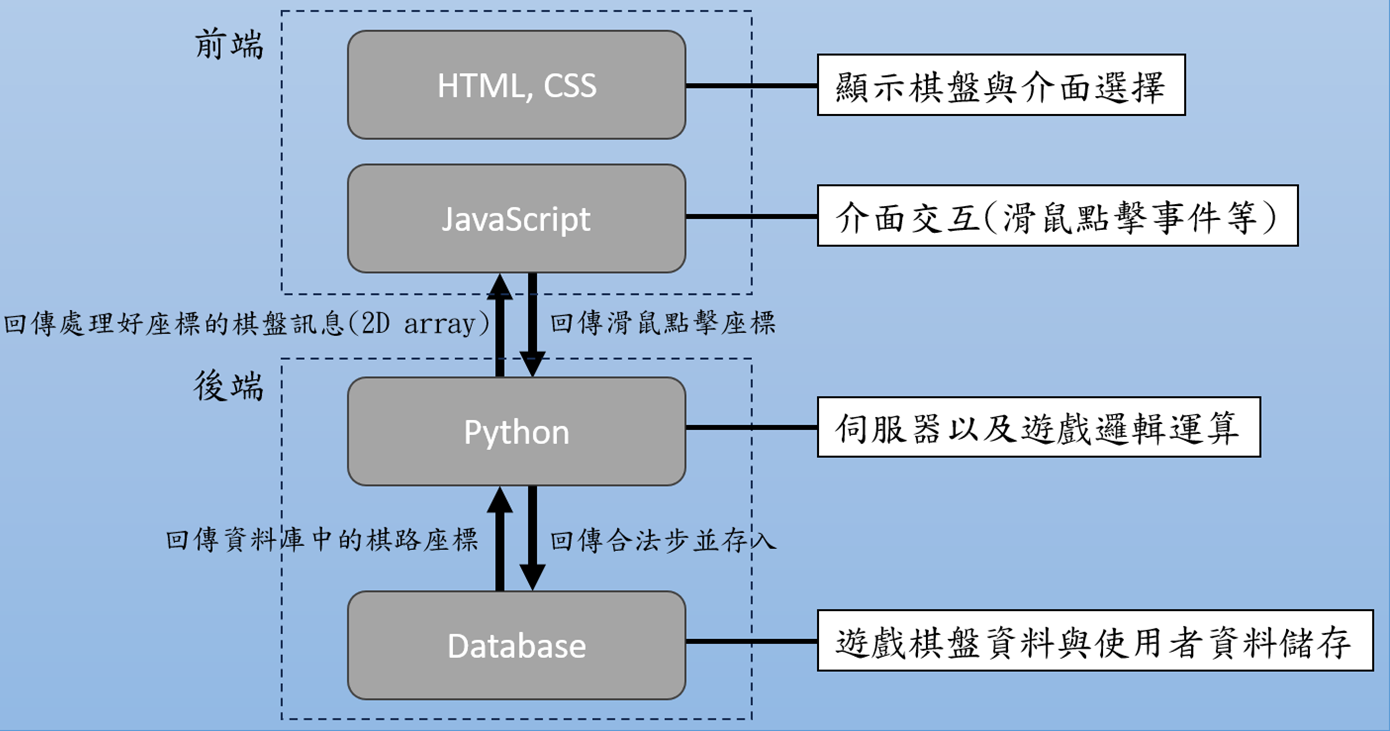 前端
HTML, CSS
顯示棋盤與介面選擇
JavaScript
介面交互(滑鼠點擊事件等)
回傳處理好座標的棋盤訊息(2D array)
回傳滑鼠點擊座標
後端
Python
伺服器以及遊戲邏輯運算
回傳資料庫中的棋路座標
回傳合法步並存入
Database
遊戲棋盤資料與使用者資料儲存